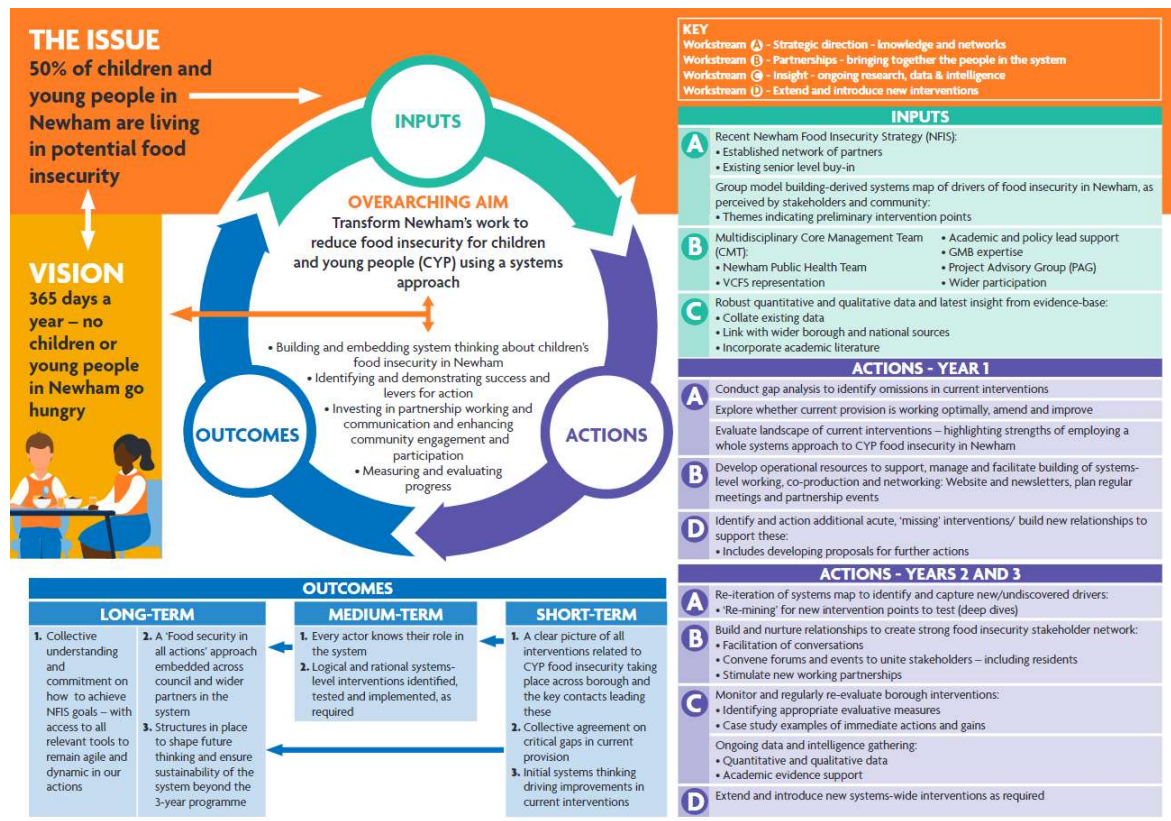 THE ISSUE
50% of children and
young people in
Newham are living
in potential food
insecurity
VISION
365 days a
year – no
children or
young people
in Newham go
hungry
INPUTS
OVERARCHING AIM
Transform Newham's work to
reduce food insecurity for children
and young people (CYP) using a systems
approach
• Building and embedding system thinking about children's
food insecurity in Newham
• Identifying and demonstrating success and
levers for action
• Investing in partnership working and
communication and enhancing
community engagement and
participation
• Measuring and evaluating
progress
OUTCOMES
ACTIONS
KEY
Workstream A - Strategic direction - knowledge and networks
Workstream B - Partnerships - bringing together the people in the system
Workstream C - Insight - ongoing research, data & intelligence
Workstream D - Extend and introduce new interventions
INPUTS
A
Recent Newham Food Insecurity Strategy (NFIS):
• Established network of partners
• Existing senior level buy-in
Group model building-derived systems map of drivers of food insecurity in Newham, as
perceived by stakeholders and community:
• Themes indicating preliminary intervention points
B
Multidisciplinary Core Management Team
(CMT):
• Newham Public Health Team
• VCFS representation
• Academic and policy lead support
• GMB expertise
• Project Advisory Group (PAG)
• Wider participation
C
Robust quantitative and qualitative data and latest insight from evidence-base:
• Collate existing data
• Link with wider borough and national sources
• Incorporate academic literature
ACTIONS - YEAR 1
A
Conduct gap analysis to identify omissions in current interventions
Explore whether current provision is working optimally, amend and improve
Evaluate landscape of current interventions – highlighting strengths of employing a
whole systems approach to CYP food insecurity in Newham
B
Develop operational resources to support, manage and facilitate building of systems-
level working, co-production and networking: Website and newsletters, plan regular
meetings and partnership events
D
Identify and action additional acute, 'missing' interventions/ build new relationships to
support these:
• Includes developing proposals for further actions
ACTIONS - YEARS 2 AND 3
A
Re-iteration of systems map to identify and capture new/undiscovered drivers:
• 'Re-mining' for new intervention points to test (deep dives)
B
Build and nurture relationships to create strong food insecurity stakeholder network:
• Facilitation of conversations
• Convene forums and events to unite stakeholders – including residents
• Stimulate new working partnerships
C
Monitor and regularly re-evaluate borough interventions:
• Identifying appropriate evaluative measures
• Case study examples of immediate actions and gains
Ongoing data and intelligence gathering:
• Quantitative and qualitative data
• Academic evidence support
D
Extend and introduce new systems-wide interventions as required
OUTCOMES
LONG-TERM
1. Collective
understanding
and
commitment on
how to achieve
NFIS goals – with
access to all
relevant tools to
remain agile and
dynamic in our
actions
2. A 'Food security in
all actions' approach
embedded across
council and wider
partners in the
system
3. Structures in place
to shape future
thinking and ensure
sustainability of the
system beyond the
3-year programme
MEDIUM-TERM
1. Every actor knows their role in
the system
2. Logical and rational systems-
level interventions identified,
tested and implemented, as
required
SHORT-TERM
1. A clear picture of all
interventions related to
CYP food insecurity taking
place across borough and
the key contacts leading
these
2. Collective agreement on
critical gaps in current
provision
3. Initial systems thinking
driving improvements in
current interventions